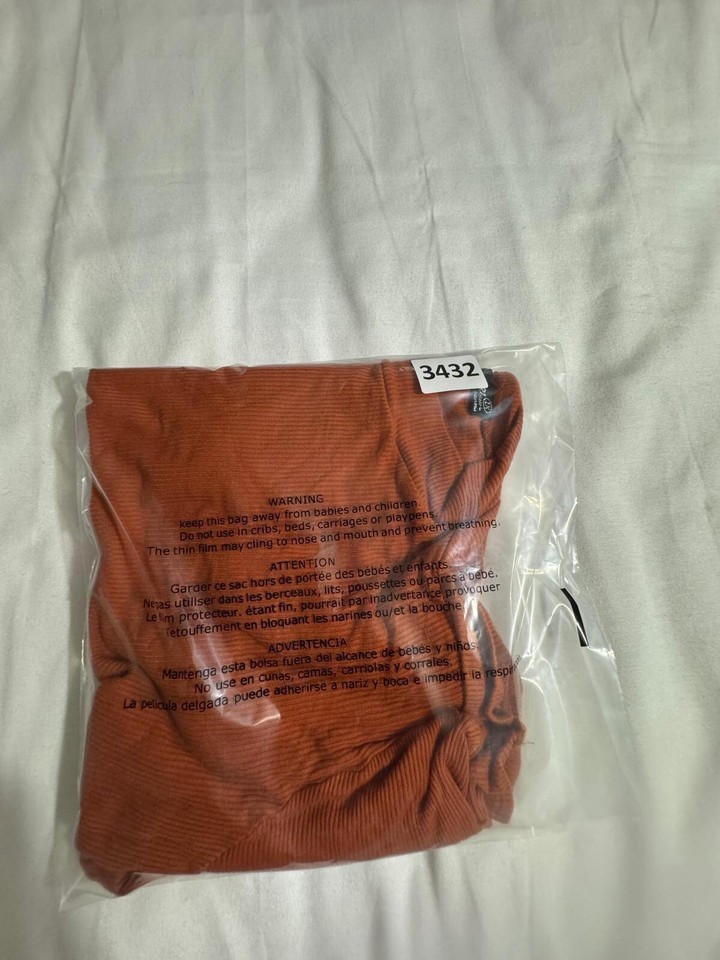 3432
WARNING
keep this bag away from babies and children.
Do not use in cribs, beds, carriages or playpens.
The thin film may cling to nose and mouth and prevent breathing.
ATTENTION
Garder ce sac hors de portée des bébés et enfants
utiliser dans les berceaux, lits, poussettes ou parcs a bébé.
Le protecteur. étant fin, pourrait par inadvertance provoquer
l'etouffement en bloquant les narines ou/et la bouche
ADVERTENCIA
Mantenga esta bolsa fuera del alcance de bebés y niños.
No use en cunas, camas, carriolas y corrales.
La película delgada puede adherirse a nariz y boca e impedir la